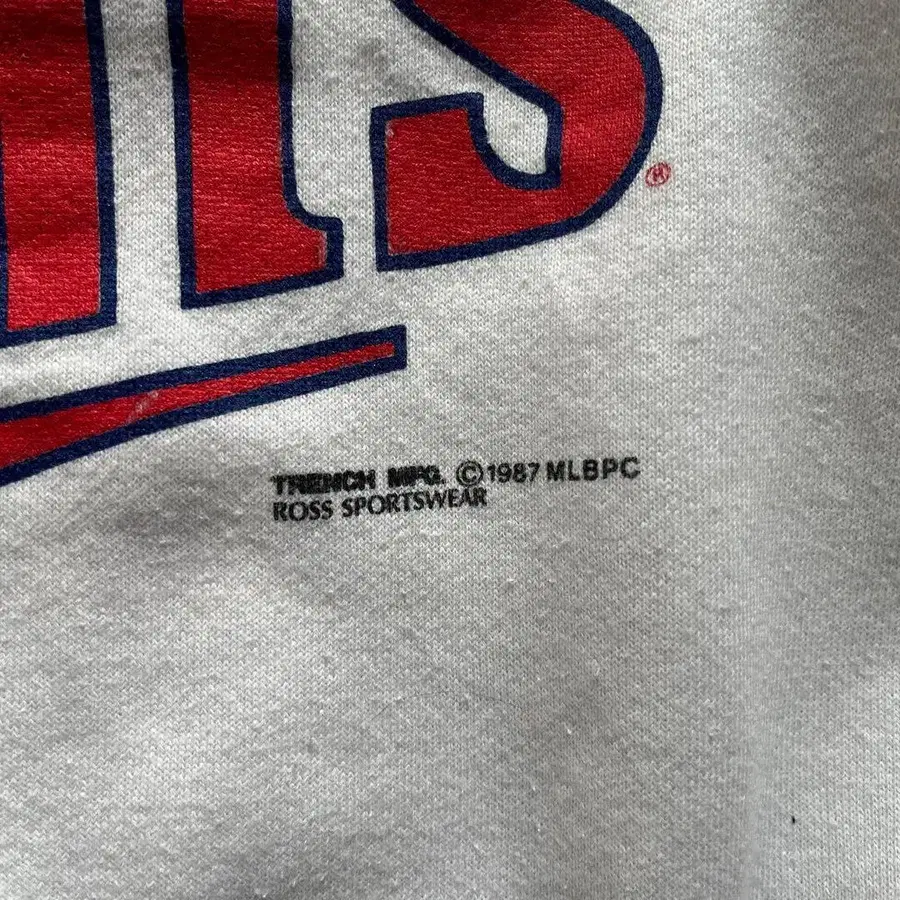 S®
TRENCH MFG. ©1987 MLBPC
ROSS SPORTSWEAR